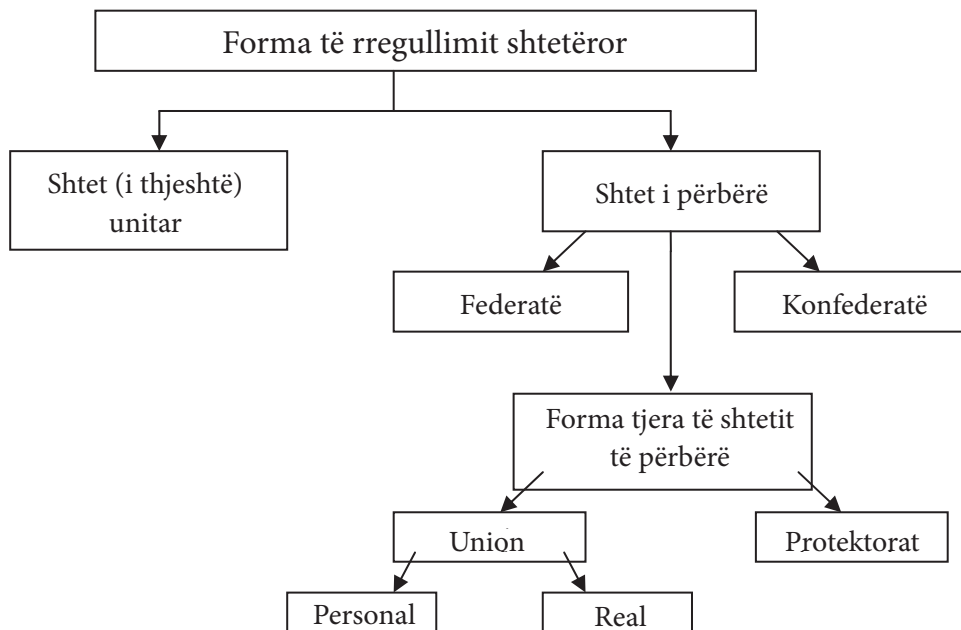 Forma të rregullimit shtetëror
Shtet (i thjeshtë)
unitar
Shtet i përbërë
Federatë
Konfederatë
Forma tjera të shtetit
të përbërë
Union
Protektorat
Personal
Real